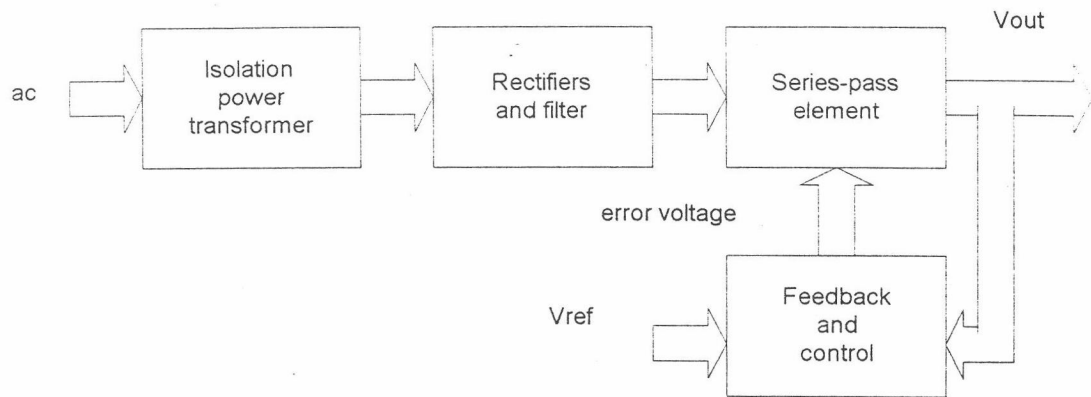 Vout
ac
Isolation
power
transformer
Rectifiers
and filter
Series-pass
element
error voltage
Vref
Feedback
and
control